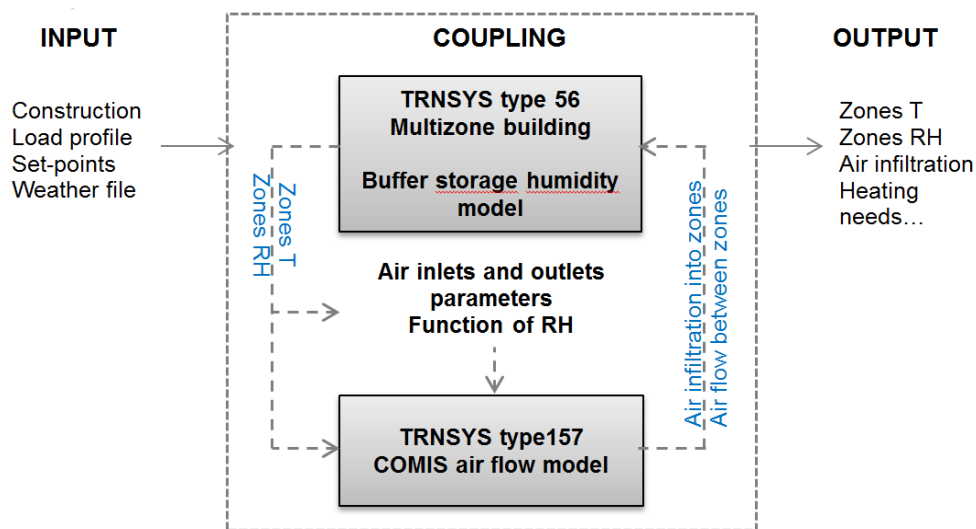 INPUT
Construction
Load profile
Set-points
Weather file
COUPLING
TRNSYS type 56
Multizone building
Buffer storage humidity
model
Zones T
Zones RH
Air inlets and outlets
parameters
Function of RH
TRNSYS type157
COMIS air flow model
Air infiltration into zones
Air flow between zones
OUTPUT
Zones T
Zones RH
Air infiltration
Heating
needs…